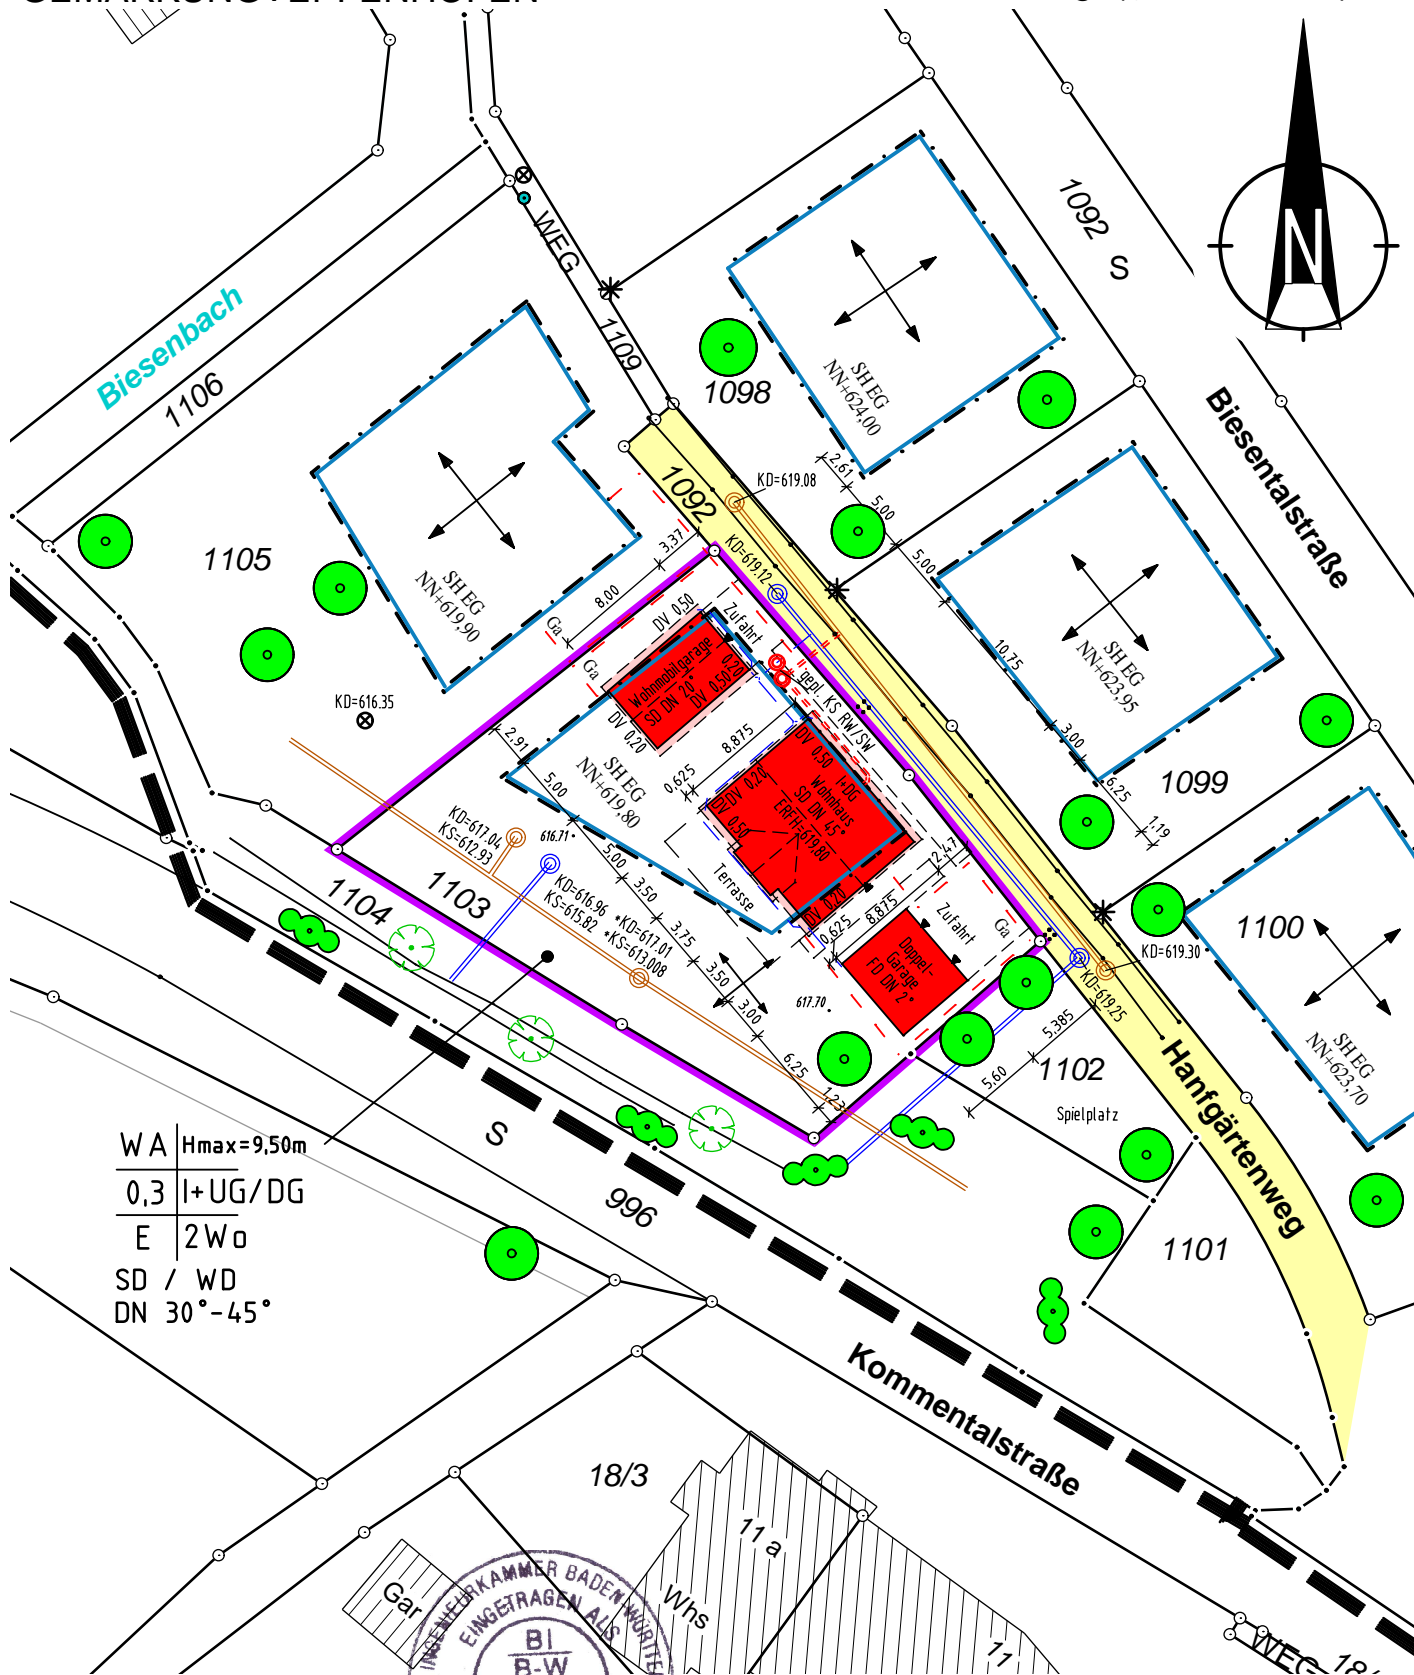 1092 S
WEG
Biesenbach
1106
1109
1098
SH EG
NN+624,00
N
Biesentalstraße
2.61
KD=619.08
5.00
1092
3.37
KD=619.12
5.00
1105
SH EG
NN+619,90
8.00
Ga
DV 0.50
Zufahrt
Ga
Wohnmobilgarage
SD DN 20°
0.20
DV 0.50
DV 0.20
gepl. KS RW/SW
10.75
SH EG
NN+623,95
KD=616.35
2.91
5.00
SH EG
NN+619,80
0.625
8.875
DV 0.50
DV 0.20
DV 0.50
I+DG
Wohnhaus
SD DN 45°
ERFH=619.80
DV 0.20
3.00
1099
6.25
1.19
KD=617.04
KS=612.93
616.71
5.00
Terrasse
3.50
3.75
3.50
3.00
6.25
1.23
KD=616.96
KS=615.82
*KD=617.01
*KS=613.008
0.625
8.875
2.47
Zufahrt
Ga
Doppel-
Garage
FD DN 2°
617.70
1104
1103
1100
KD=619.30
KD=619.25
5.385
5.60
1102
Spielplatz
SH EG
NN+623,70
Hanfgärtenweg
WA Hmax=9,50m
0,3 I+UG/DG
E 2Wo
SD / WD
DN 30°-45°
S
996
1101
Kommentalstraße
18/3
11 a
Whs
Gar
11
WEG
18/
INGENIEURKAMMER BADEN-WÜRTTE
EINGETRAGEN ALS
BI
B-W